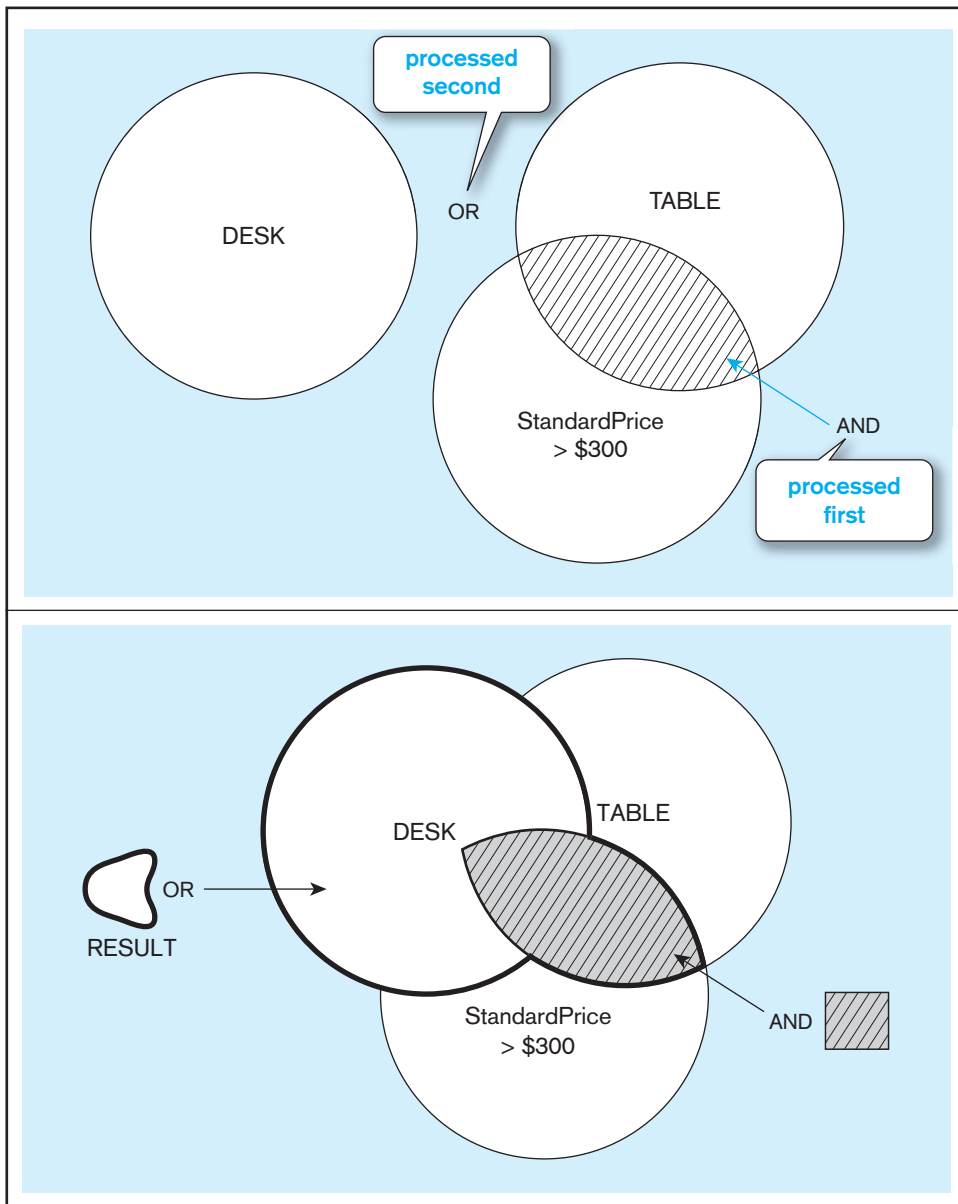 processed
second
OR
DESK
TABLE
StandardPrice
> $300
AND
processed
first
DESK
TABLE
OR
RESULT
StandardPrice
> $300
AND